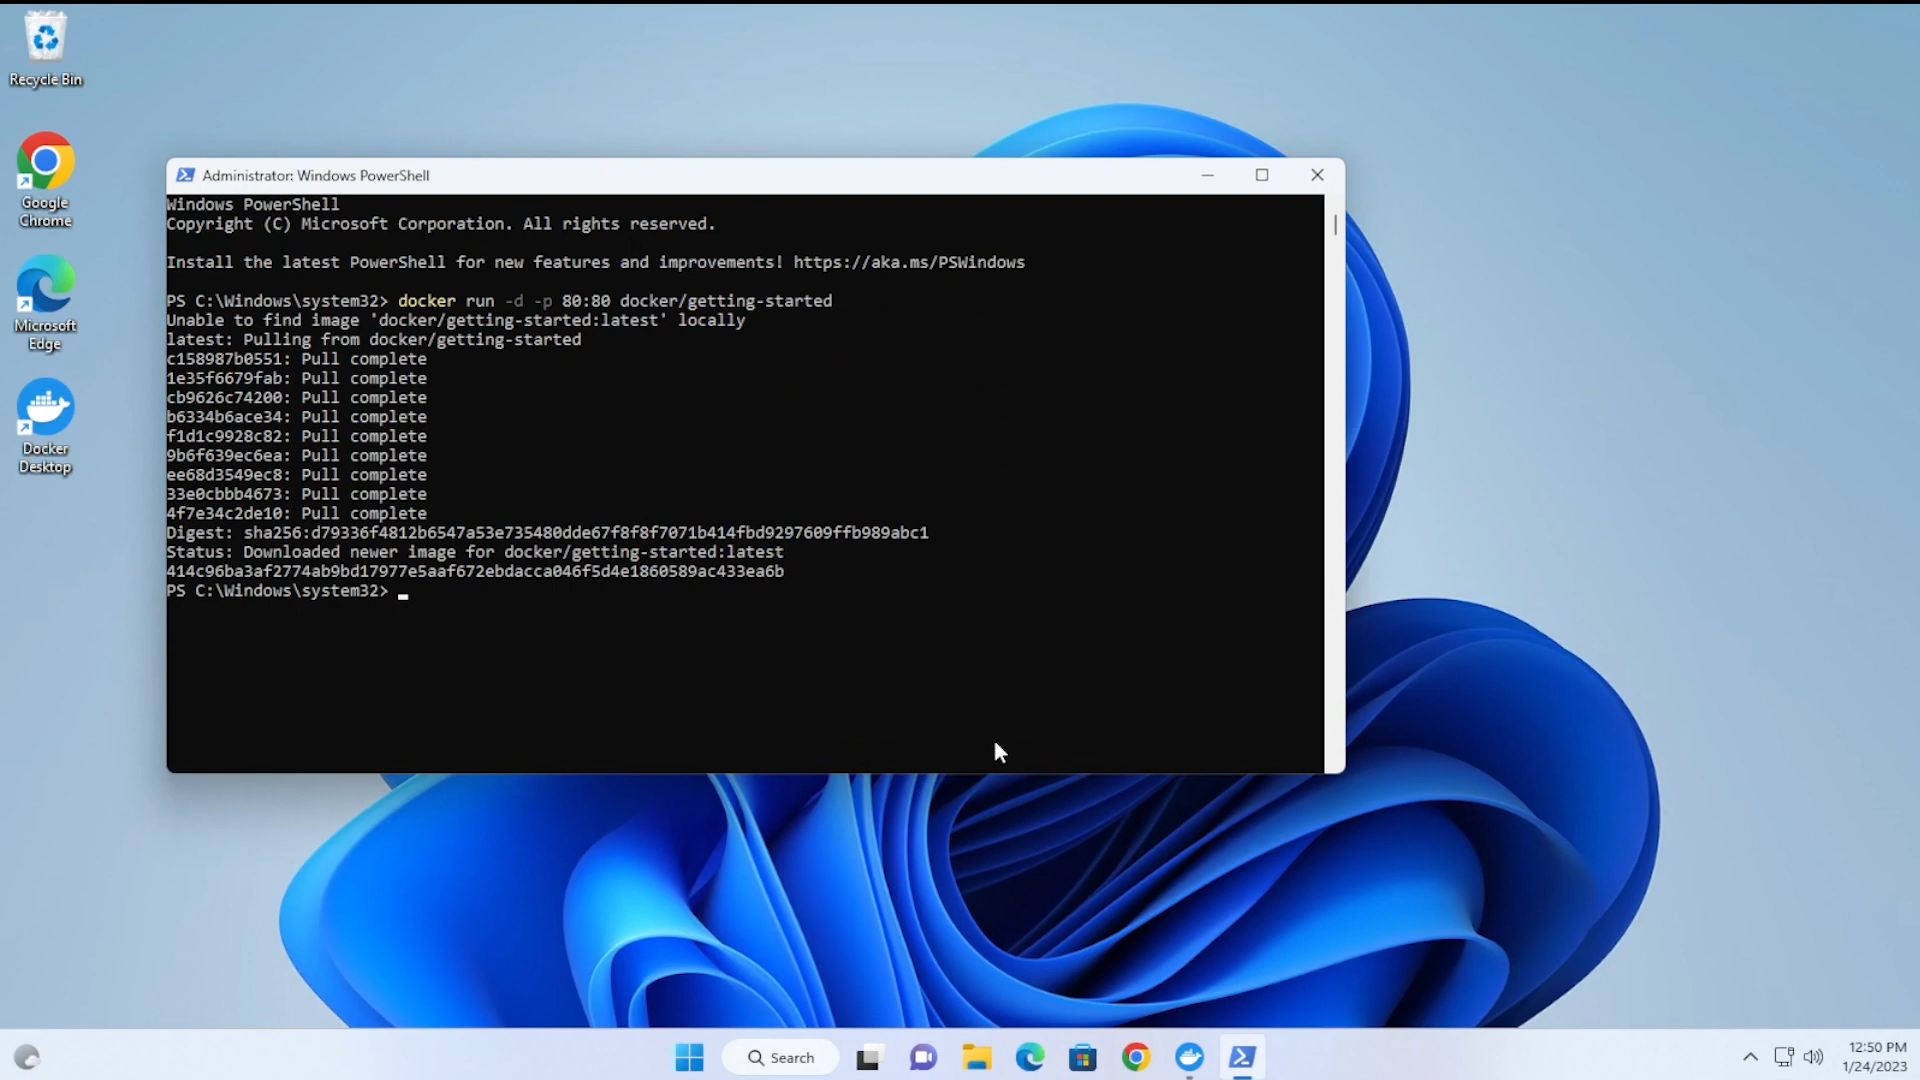 Recycle Bin
Google
Chrome
Microsoft
Edge
Docker
Desktop
Administrator: Windows PowerShell
Windows PowerShell
Copyright (C) Microsoft Corporation. All rights reserved.
Install the latest PowerShell for new features and improvements! https://aka.ms/PSWindows
PS C:\Windows\system32> docker run -d -p 80:80 docker/getting-started
Unable to find image 'docker/getting-started:latest' locally
latest: Pulling from docker/getting-started
c158987b0551: Pull complete
1e35f6679fab: Pull complete
cb9626c74200: Pull complete
b6334b6ace34: Pull complete
f1d1c9928c82: Pull complete
9b6f639ec6ea: Pull complete
ee68d3549ec8: Pull complete
33e0cbbb4673: Pull complete
4f7e34c2de10: Pull complete
Digest: sha256:d79336f4812b6547a53e735480dde67f8f8f7071b414fbd9297609ffb989abc1
Status: Downloaded newer image for docker/getting-started:latest
414c96ba3af2774ab9bd17977e5aaf672ebdacca046f5d4e1860589ac433ea6b
PS C:\Windows\system32>
Search
12:50 PM
1/24/2023